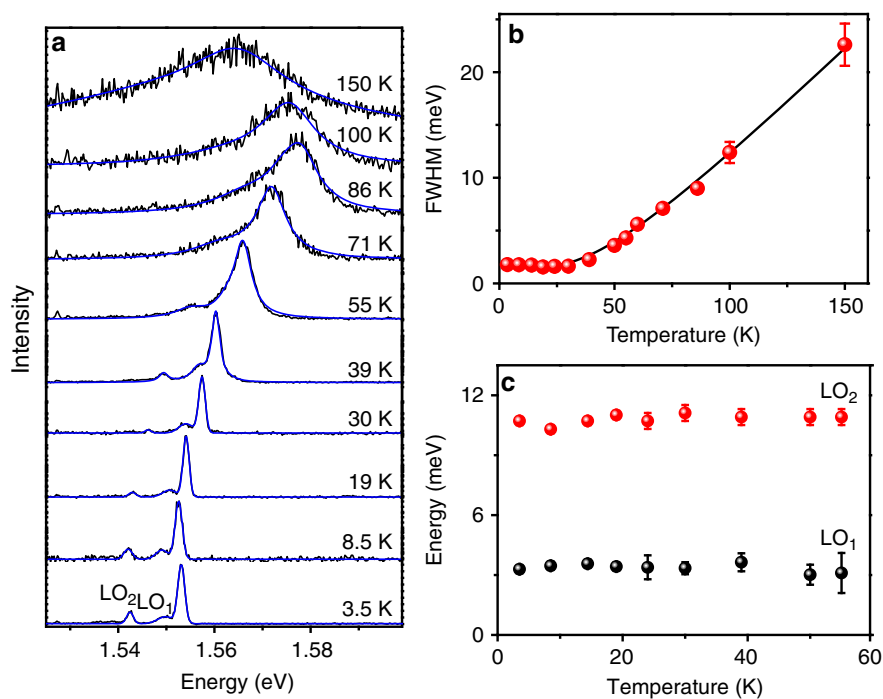 a
150 K
100 K
86 K
71 K
55 K
39 K
30 K
19 K
8.5 K
3.5 K
LO2 LO1
Intensity
1.54 1.56 1.58
Energy (eV)
b
20
10
0
FWHM (meV)
0 50 100 150
Temperature (K)
c
12
6
0
Energy (meV)
LO2
LO1
0 20 40 60
Temperature (K)